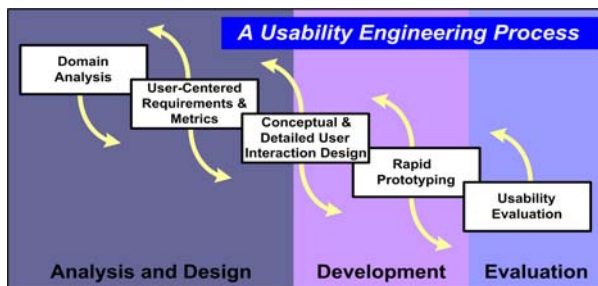 A Usability Engineering Process
Domain
Analysis
User-Centered
Requirements &
Metrics
Conceptual &
Detailed User
Interaction Design
Rapid
Prototyping
Usability
Evaluation
Analysis and Design
Development
Evaluation